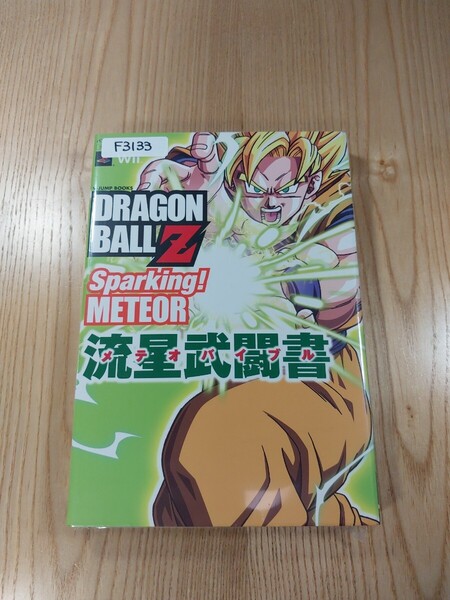 F3133
Wii
V JUMP BOOKS
DRAGON
BALL Z
Sparking!
METEOR
流星武闘書
メテオバイブル